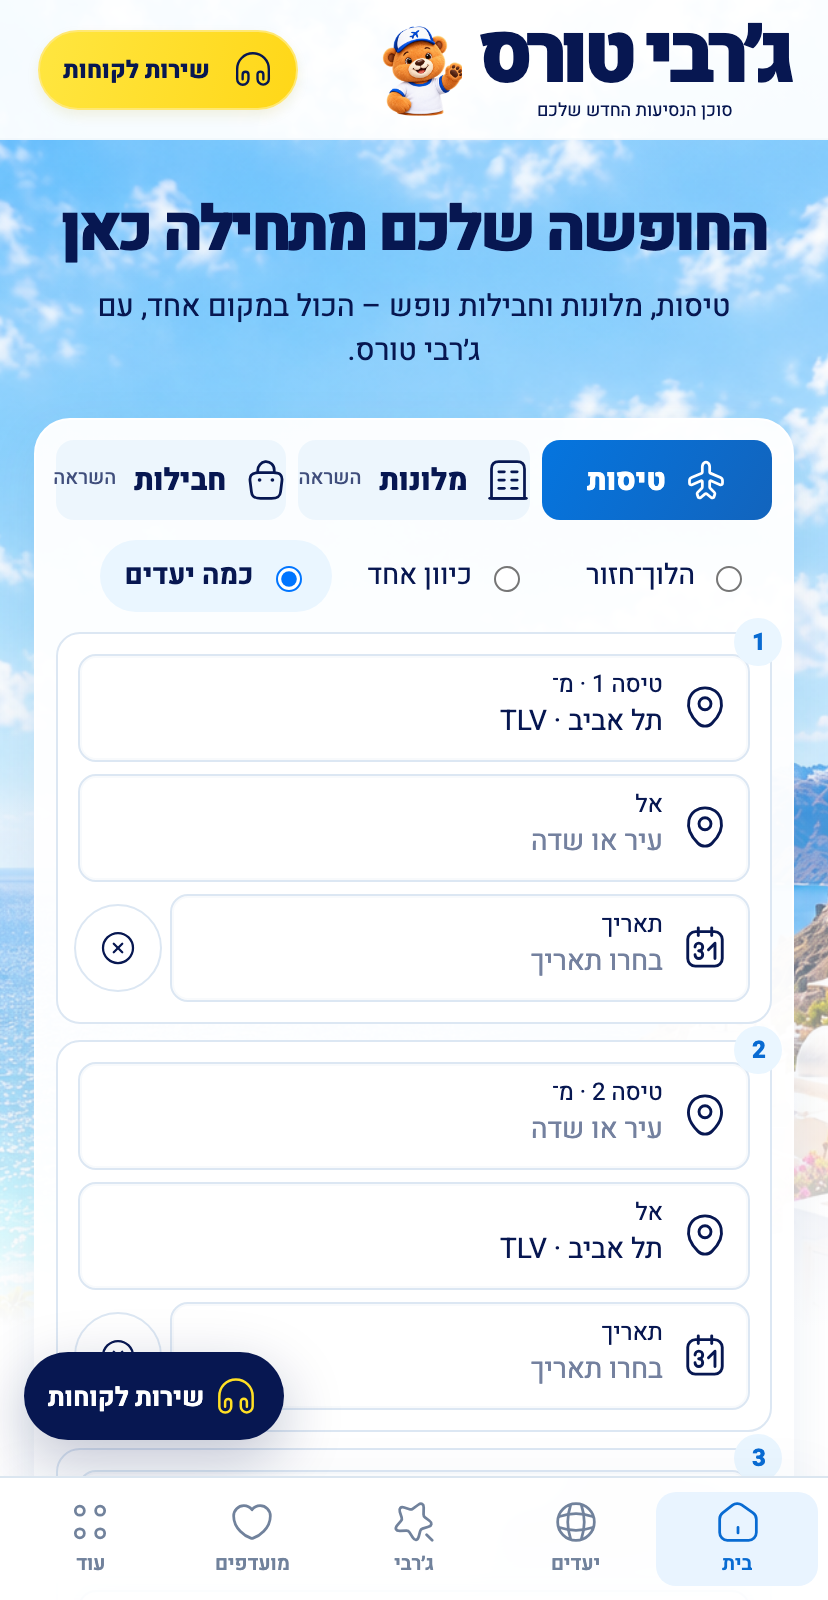 ג׳רבי טורס
סוכן הנסיעות החדש שלכם
שירות לקוחות
החופשה שלכם מתחילה כאן
טיסות, מלונות וחבילות נופש – הכול במקום אחד, עם
ג׳רבי טורס.
טיסות
מלונות השראה
חבילות השראה
הלוך־חזור
כיוון אחד
כמה יעדים
1
טיסה 1 · מ־
תל אביב · TLV
אל
עיר או שדה
תאריך
בחרו תאריך
31
2
טיסה 2 · מ־
עיר או שדה
אל
תל אביב · TLV
תאריך
בחרו תאריך
31
שירות לקוחות
3
בית
יעדים
ג׳רבי
מועדפים
עוד